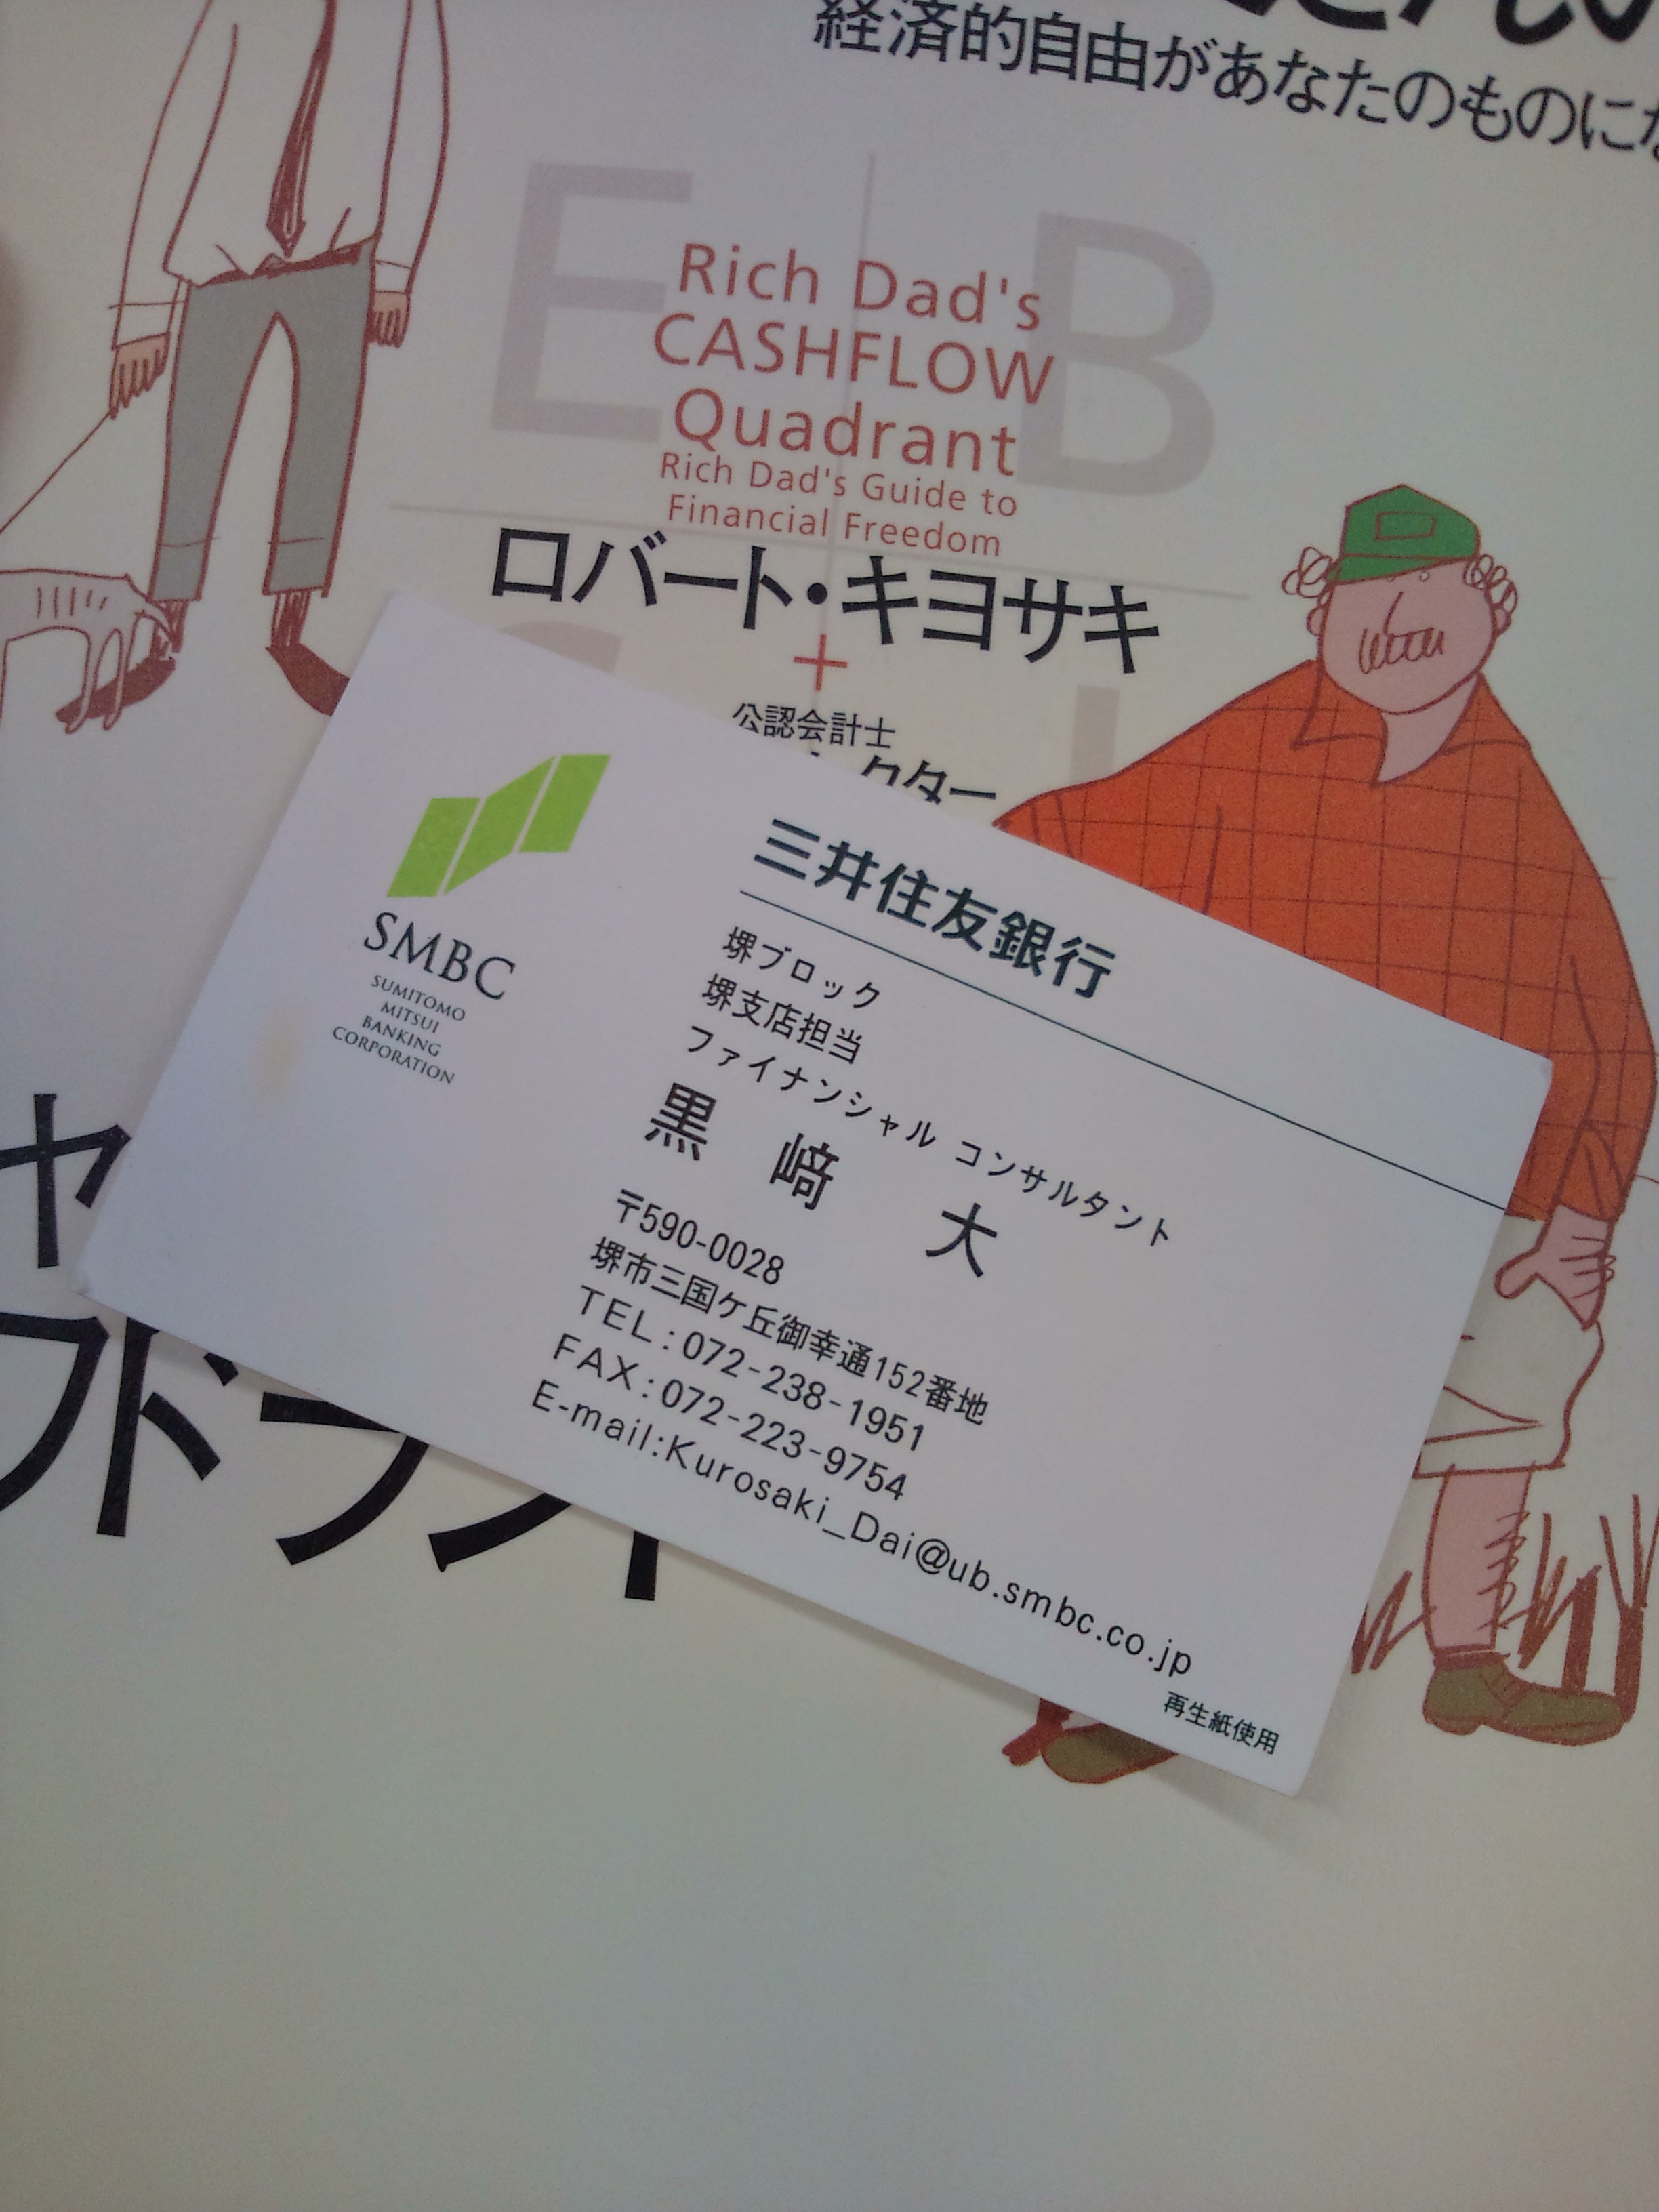 経済的自由があなたのものにな
E
B
Rich Dad's
CASHFLOW
Quadrant
Rich Dad's Guide to
Financial Freedom
ロバート・キヨサキ
+
公認会計士
クター
SMBC
SUMITOMO
MITSUI
BANKING
CORPORATION
三井住友銀行
堺ブロック
堺支店担当
ファイナンシャル コンサルタント
黒 﨑 大
〒590-0028
堺市三国ケ丘御幸通152番地
TEL:072-238-1951
FAX:072-223-9754
E-mail:Kurosaki_Dai@ub.smbc.co.jp
再生紙使用